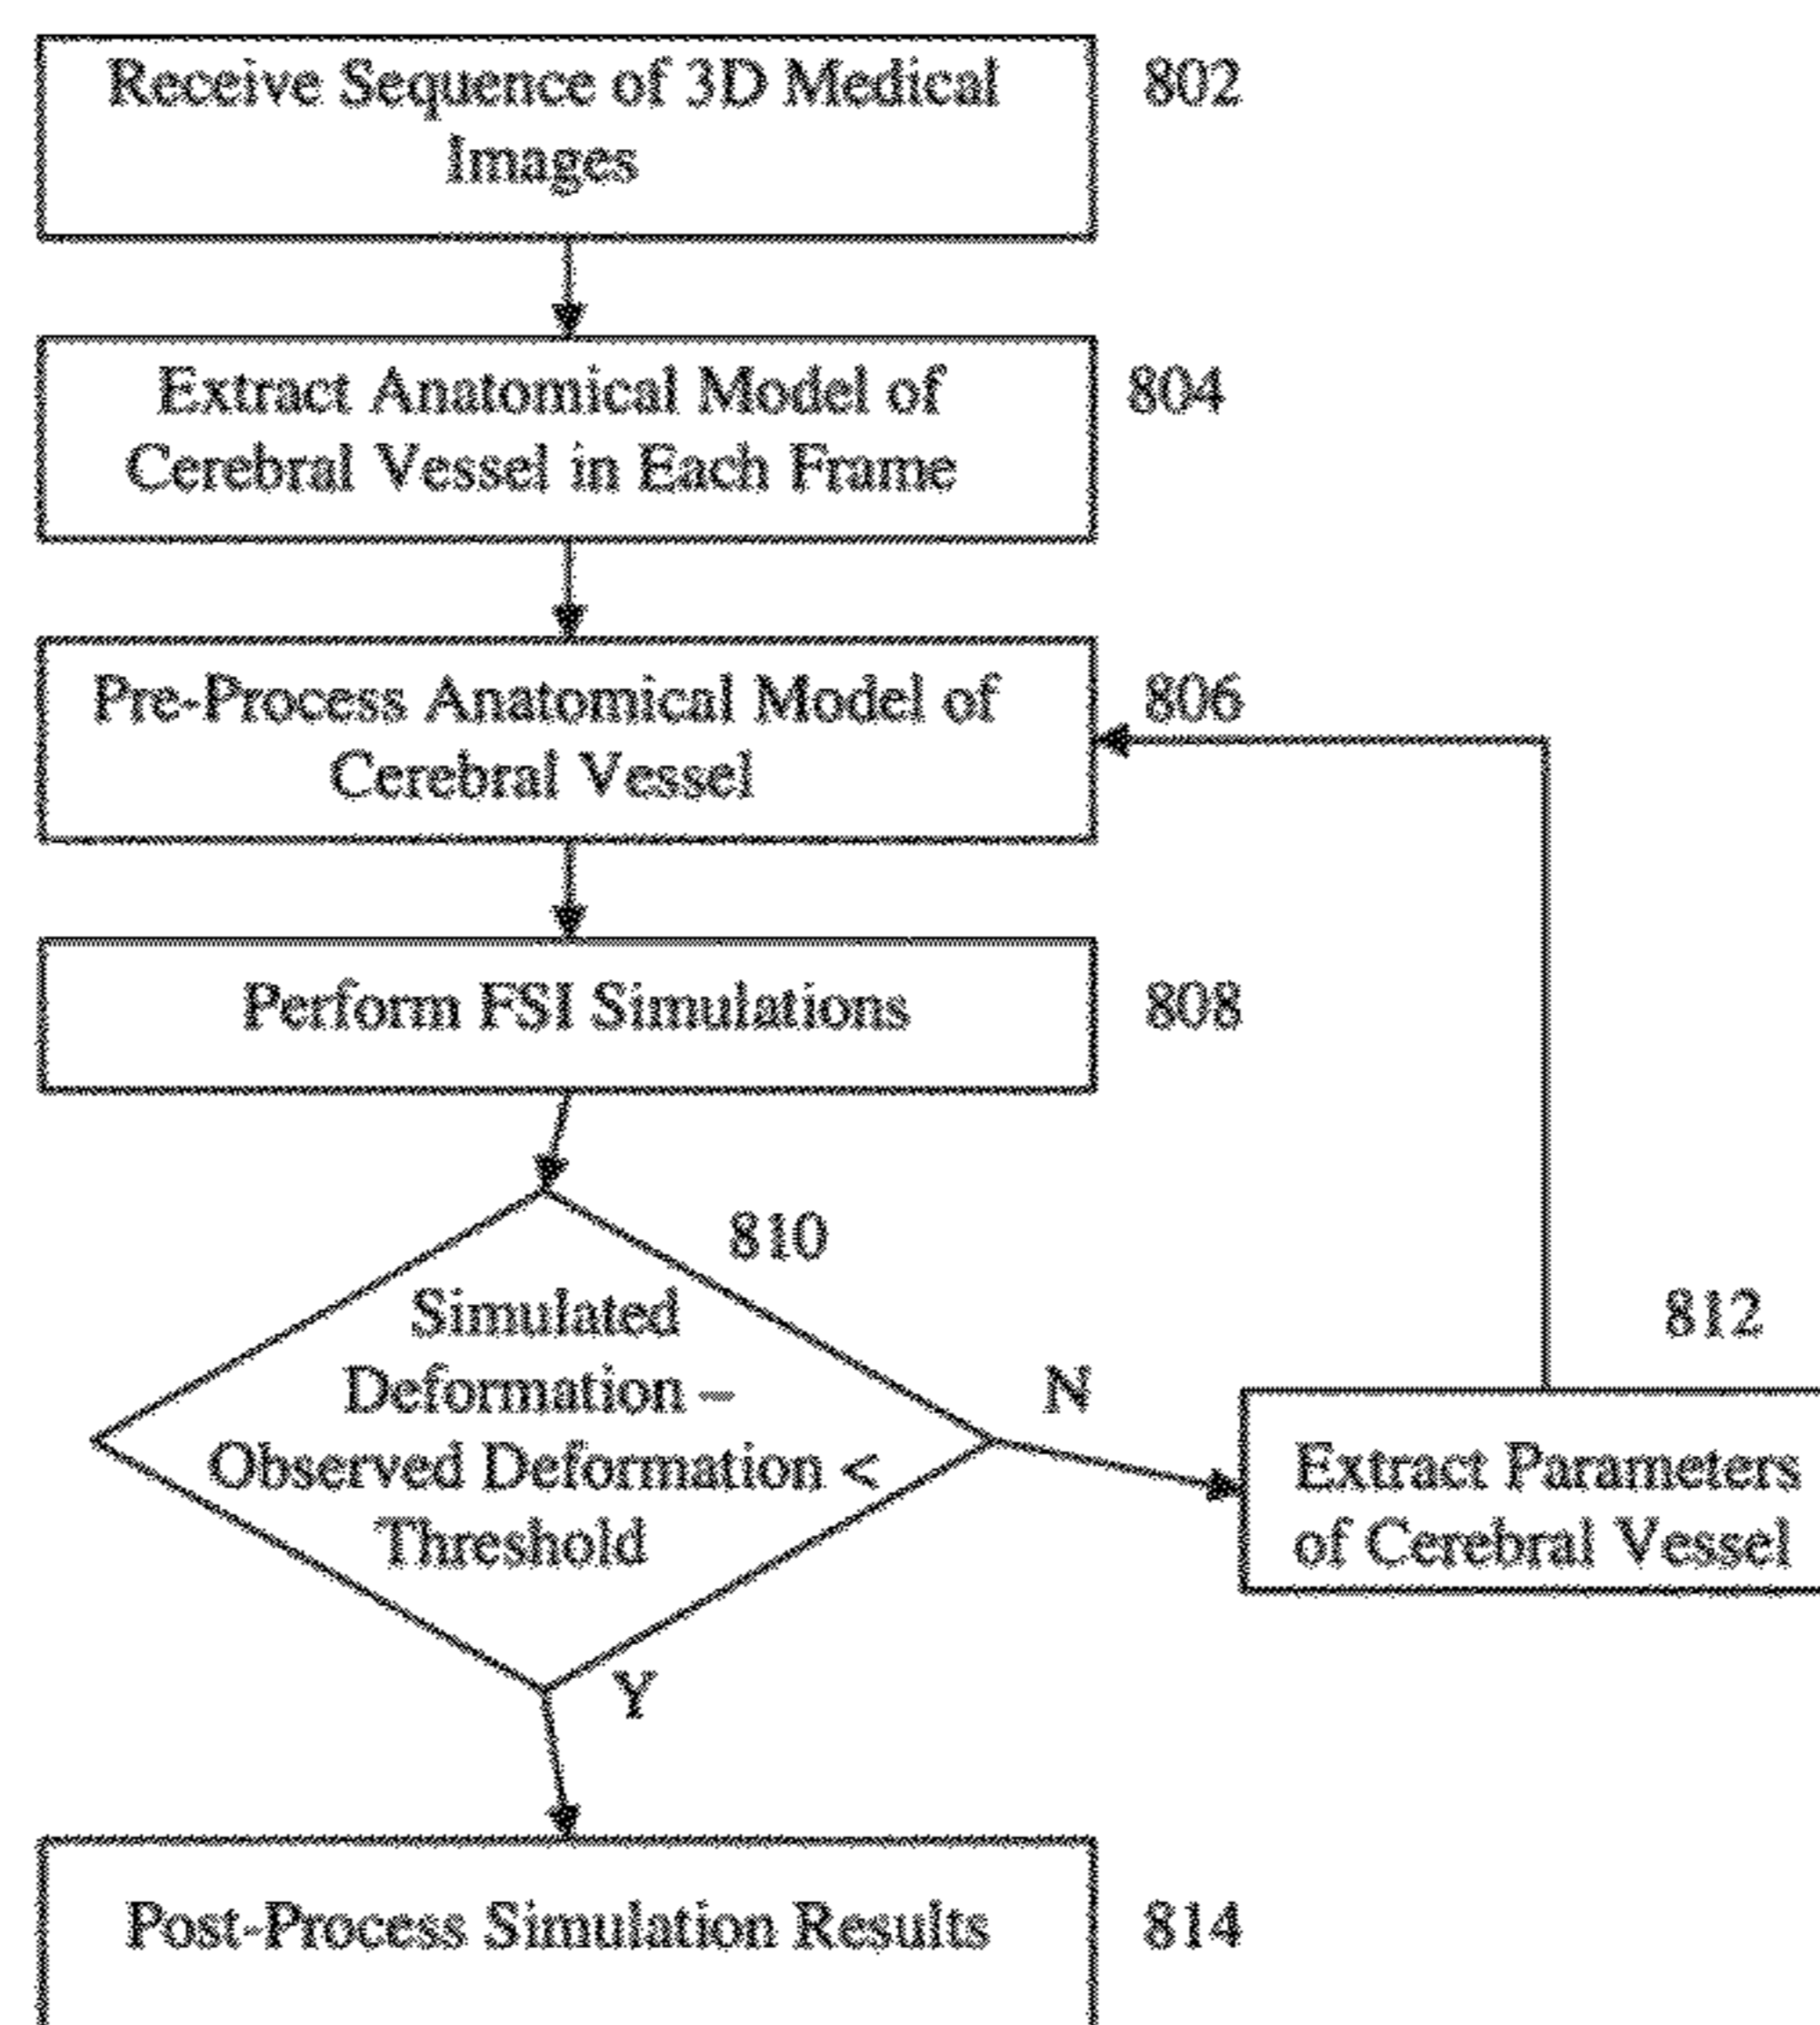 Receive Sequence of 3D Medical
Images
802
Extract Anatomical Model of
Cerebral Vessel in Each Frame
804
Pre-Process Anatomical Model of
Cerebral Vessel
806
Perform FSI Simulations
808
810
Simulated
Deformation –
Observed Deformation <
Threshold
N
812
Extract Parameters
of Cerebral Vessel
Y
Post-Process Simulation Results
814